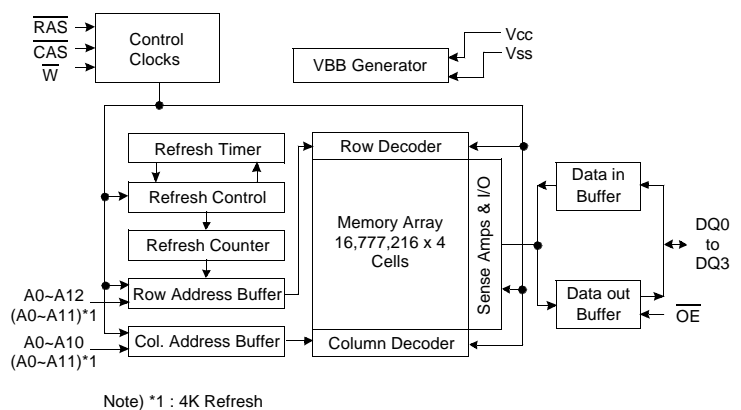 RAS
CAS
W
Control
Clocks
VBB Generator
Vcc
Vss
Refresh Timer
Refresh Control
Refresh Counter
Row Address Buffer
Col. Address Buffer
A0~A12
(A0~A11)*1
A0~A10
(A0~A11)*1
Row Decoder
Memory Array
16,777,216 x 4
Cells
Sense Amps & I/O
Column Decoder
Data in
Buffer
Data out
Buffer
DQ0
to
DQ3
OE
Note) *1 : 4K Refresh